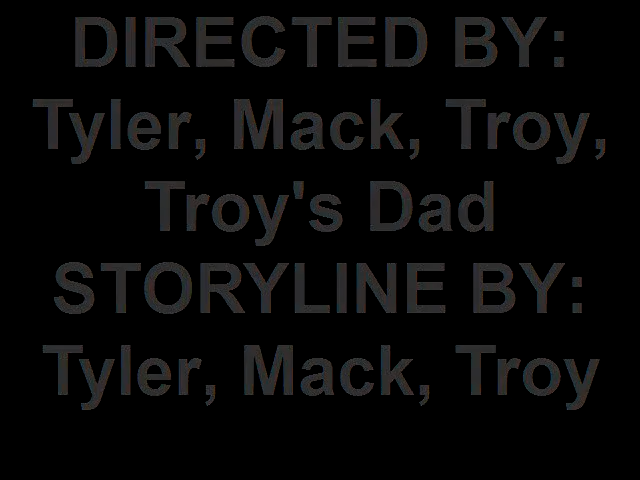 DIRECTED BY:
Tyler, Mack, Troy,
Troy's Dad
STORYLINE BY:
Tyler, Mack, Troy